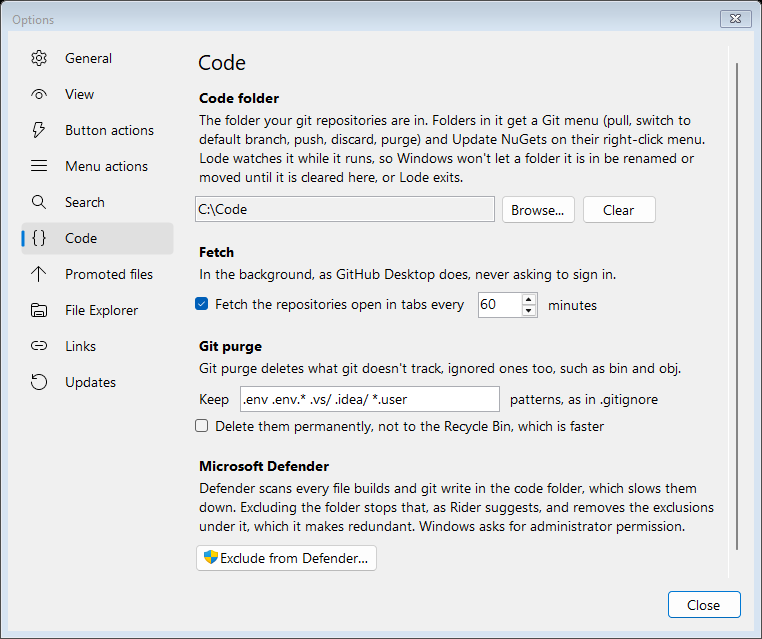 Options
General
View
Button actions
Menu actions
Search
Code
Promoted files
File Explorer
Links
Updates
Code
Code folder
The folder your git repositories are in. Folders in it get a Git menu (pull, switch to
default branch, push, discard, purge) and Update NuGets on their right-click menu.
Lode watches it while it runs, so Windows won't let a folder it is in be renamed or
moved until it is cleared here, or Lode exits.
C:\Code Browse... Clear
Fetch
In the background, as GitHub Desktop does, never asking to sign in.
Fetch the repositories open in tabs every 60 minutes
Git purge
Git purge deletes what git doesn't track, ignored ones too, such as bin and obj.
Keep .env .env.* .vs/ .idea/ *.user patterns, as in .gitignore
Delete them permanently, not to the Recycle Bin, which is faster
Microsoft Defender
Defender scans every file builds and git write in the code folder, which slows them
down. Excluding the folder stops that, as Rider suggests, and removes the exclusions
under it, which it makes redundant. Windows asks for administrator permission.
Exclude from Defender...
Close